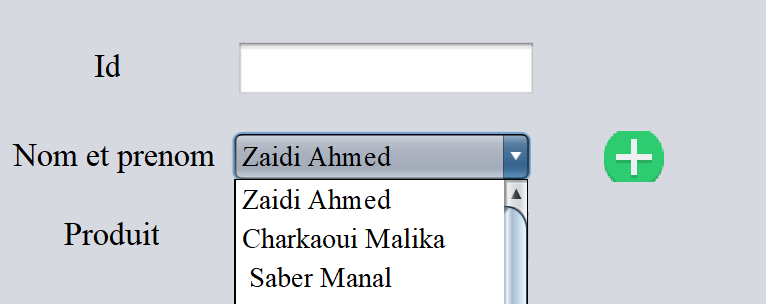 Id
Nom et prenom Zaidi Ahmed
Zaidi Ahmed
Charkaoui Malika
Produit
Saber Manal